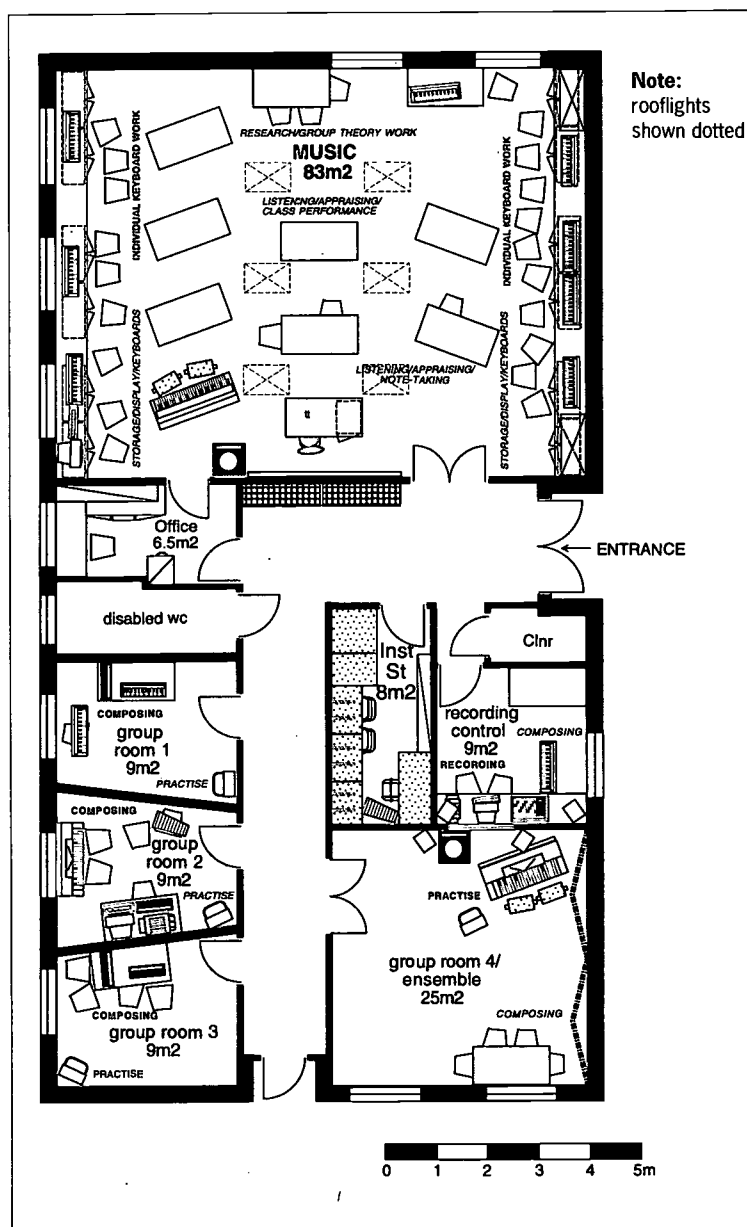 Note:
rooflights
shown dotted
RESEARCH/GROUP THEORY WORK
MUSIC
83m2
LISTENING/APPRAISING/
CLASS PERFORMANCE
INDIVIDUAL KEYBOARD WORK
INDIVIDUAL KEYBOARD WORK
STORAGE/DISPLAY/KEYBOARDS
STORAGE/DISPLAY/KEYBOARDS
LISTENING/APPRAISING/
NOTE-TAKING
tt
Office
6.5m2
ENTRANCE
disabled wc
Inst
St
8m2
Clnr
recording
control
9m2
COMPOSING
RECORDING
COMPOSING
group
room 1
9m2
PRACTISE
COMPOSING
group
room 2
9m2
PRACTISE
PRACTISE
group room 4/
ensemble
25m2
COMPOSING
COMPOSING
group room 3
9m2
PRACTISE
0 1 2 3 4 5m